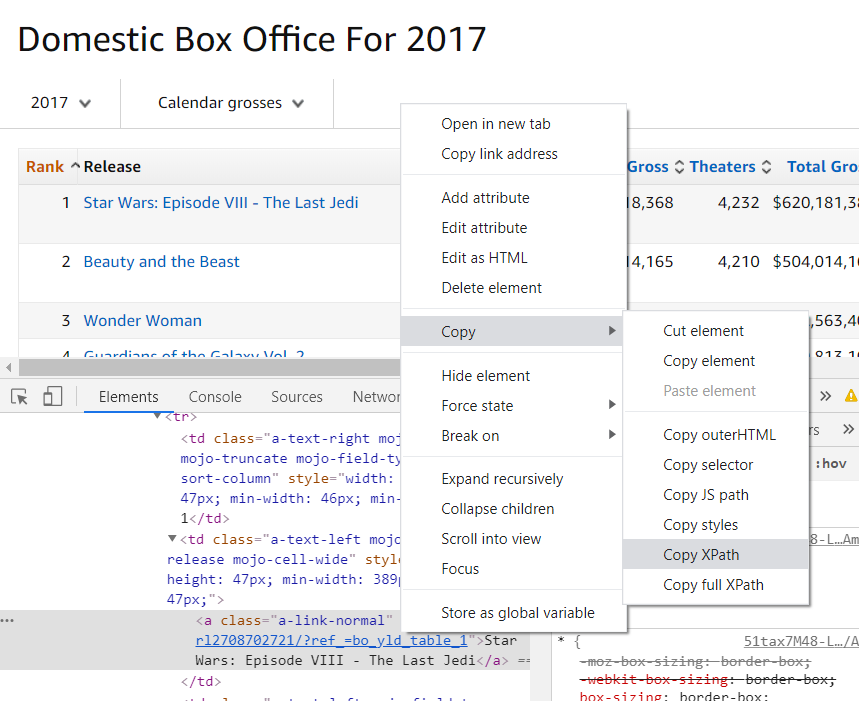 Domestic Box Office For 2017
2017
Calendar grosses
Rank Release Gross Theaters Total Gro
1 Star Wars: Episode VIII - The Last Jedi 18,368 4,232 $620,181,38
2 Beauty and the Beast 14,165 4,210 $504,014,16
3 Wonder Woman ,563,40
4 Guardians of the Galaxy Vol. 2 813,1
Open in new tab
Copy link address
Add attribute
Edit attribute
Edit as HTML
Delete element
Copy
Hide element
Force state
Break on
Expand recursively
Collapse children
Scroll into view
Focus
Store as global variable
Cut element
Copy element
Paste element
Copy outerHTML
Copy selector
Copy JS path
Copy styles
Copy XPath
Copy full XPath
Elements Console Sources Networ
<tr>
<td class="a-text-right moj
mojo-truncate mojo-field-ty
sort-column" style="width:
47px; min-width: 46px; min-
1</td>
<td class="a-text-left mojo
release mojo-cell-wide" styl
height: 47px; min-width: 389p
47px;">
<a class="a-link-normal"
rl2708702721/?ref_=bo_yld_table_1">Star
Wars: Episode VIII - The Last Jedi</a> ==
</td>
rs
:hov
48-L…Am
* {
51tax7M48-L…/A
-moz-box-sizing: border-box;
-webkit-box-sizing: border-box;
box-sizing: border-box;